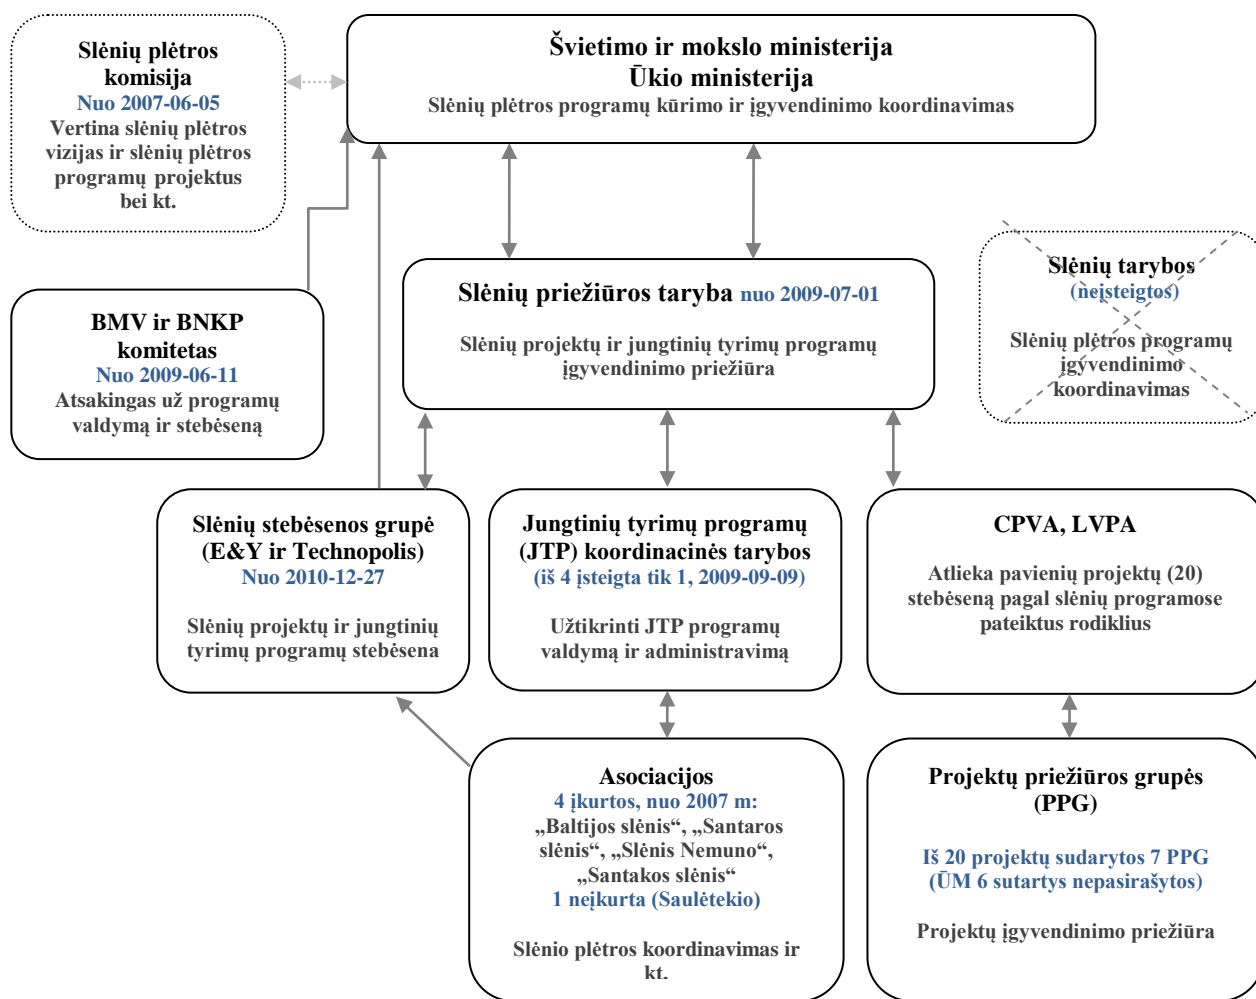 Slėnių plėtros
komisija
Nuo 2007-06-05
Vertina slėnių plėtros
vizijas ir slėnių plėtros
programų projektus
bei kt.
Švietimo ir mokslo ministerija
Ūkio ministerija
Slėnių plėtros programų kūrimo ir įgyvendinimo koordinavimas
Slėnių priežiūros taryba nuo 2009-07-01
Slėnių projektų ir jungtinių tyrimų programų
įgyvendinimo priežiūra
Slėnių tarybos
(neįsteigtos)
Slėnių plėtros programų
įgyvendinimo
koordinavimas
BMV ir BNKP
komitetas
Nuo 2009-06-11
Atsakingas už programų
valdymą ir stebėseną
Slėnių stebėsenos grupė
(E&Y ir Technopolis)
Nuo 2010-12-27
Slėnių projektų ir jungtinių
tyrimų programų stebėsena
Jungtinių tyrimų programų
(JTP) koordinacinės tarybos
(iš 4 įsteigta tik 1, 2009-09-09)
Užtikrinti JTP programų
valdymą ir administravimą
CPVA, LVPA
Atlieka pavienių projektų (20)
stebėseną pagal slėnių programose
pateiktus rodiklius
Asociacijos
4 įkurtos, nuo 2007 m:
„Baltijos slėnis“, „Santaros
slėnis“, „Slėnis Nemuno“,
„Santakos slėnis“
1 neįkurta (Saulėtekio)
Slėnio plėtros koordinavimas ir
kt.
Projektų priežiūros grupės
(PPG)
Iš 20 projektų sudarytos 7 PPG
(ŪM 6 sutartys nepasirašytos)
Projektų įgyvendinimo priežiūra